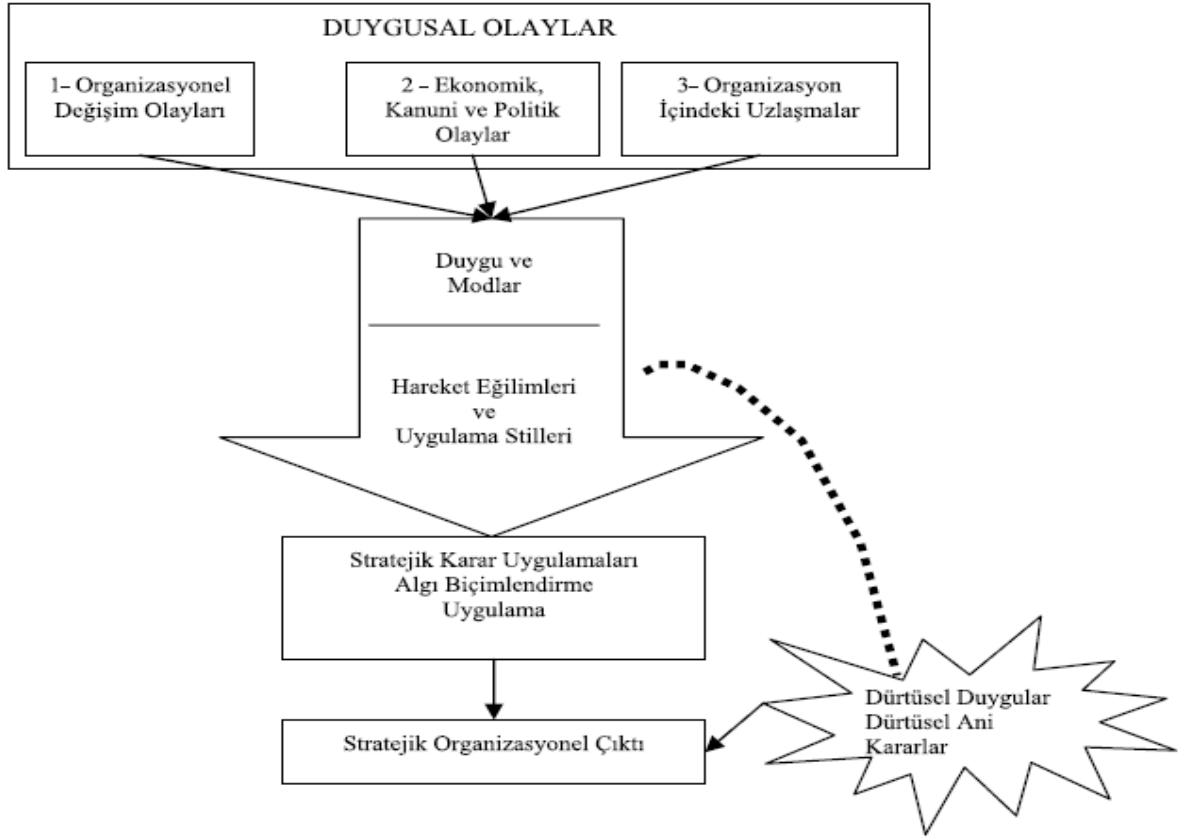 DUYGUSAL OLAYLAR
1– Organizasyonel
Değişim Olayları
2 – Ekonomik,
Kanuni ve Politik
Olaylar
3– Organizasyon
İçindeki Uzlaşmalar
Duygu ve
Modlar
Hareket Eğilimleri
ve
Uygulama Stilleri
Stratejik Karar Uygulamaları
Algı Biçimlendirme
Uygulama
Dürtüsel Duygular
Dürtüsel Ani
Kararlar
Stratejik Organizasyonel Çıktı